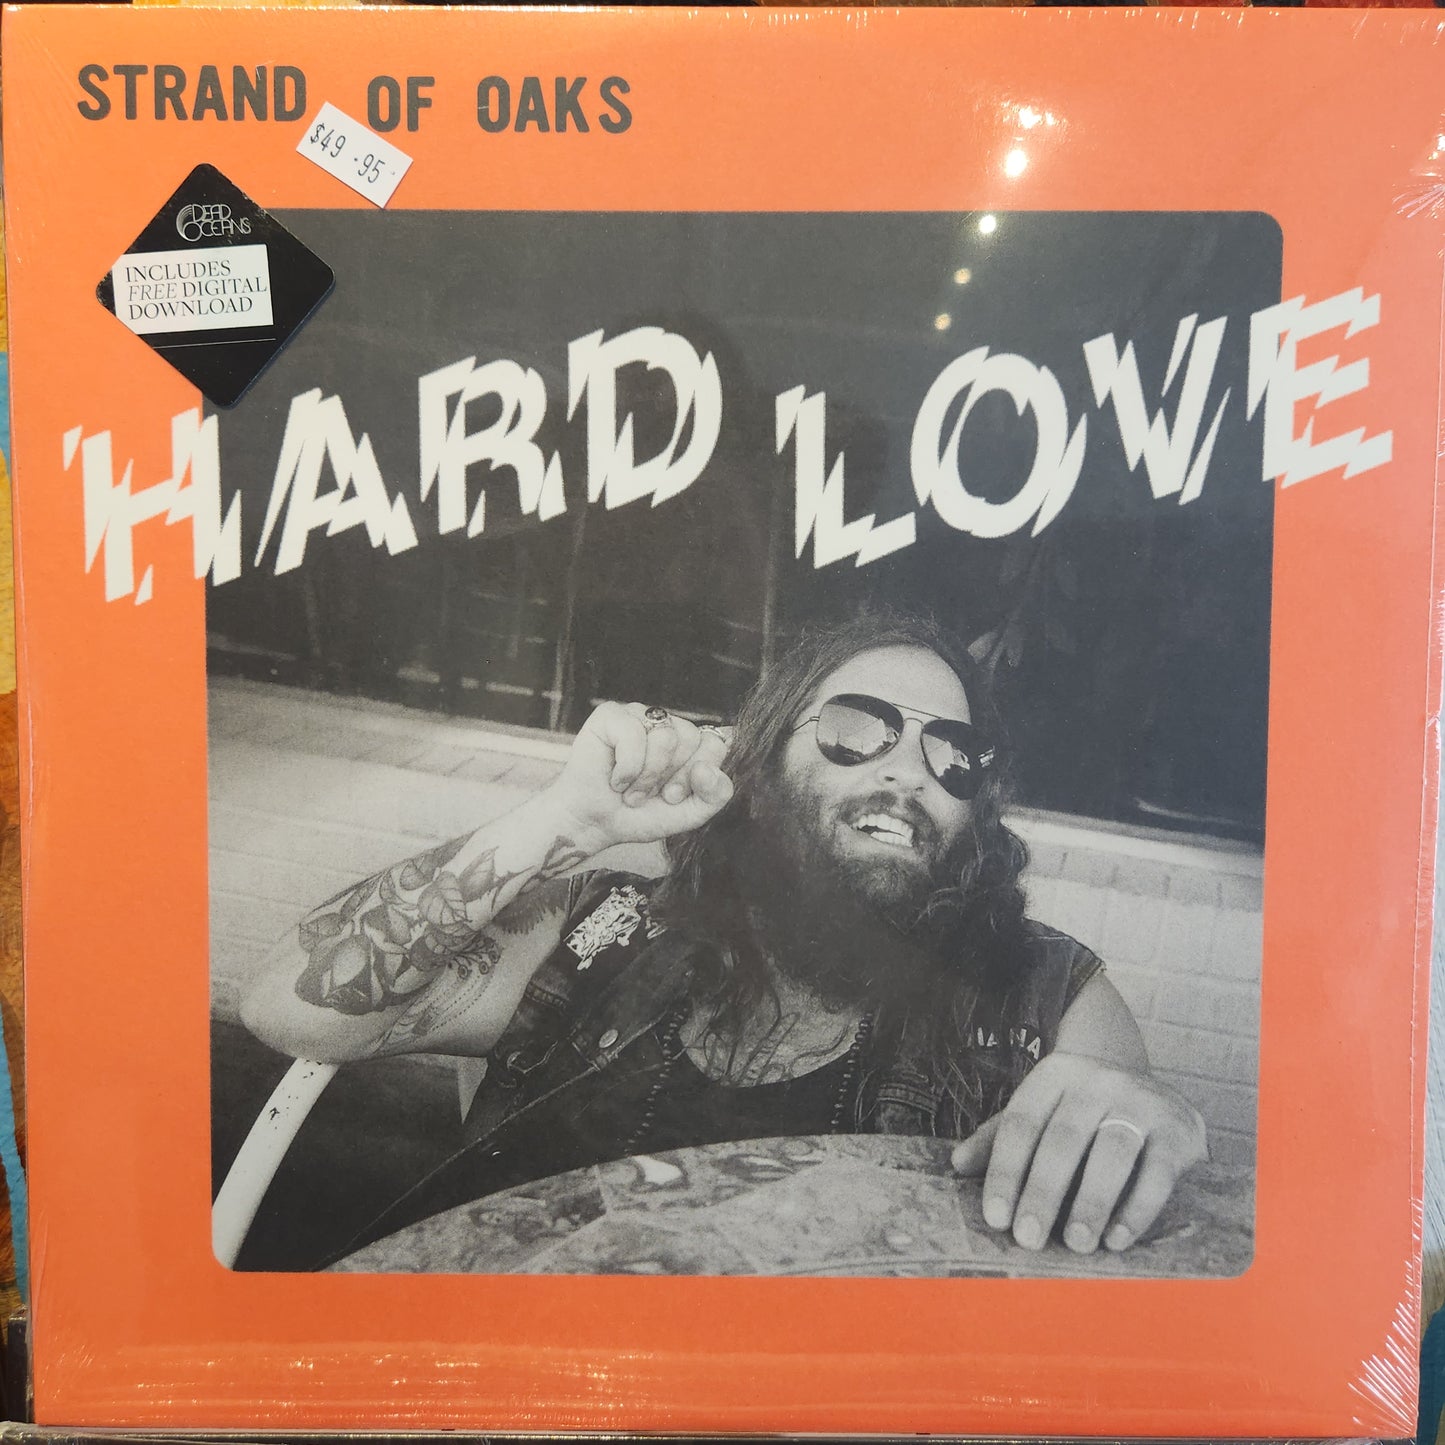 STRAND OF OAKS
$49.95
DEAD
OCEANS
INCLUDES
FREE DIGITAL
DOWNLOAD
HARD LOVE